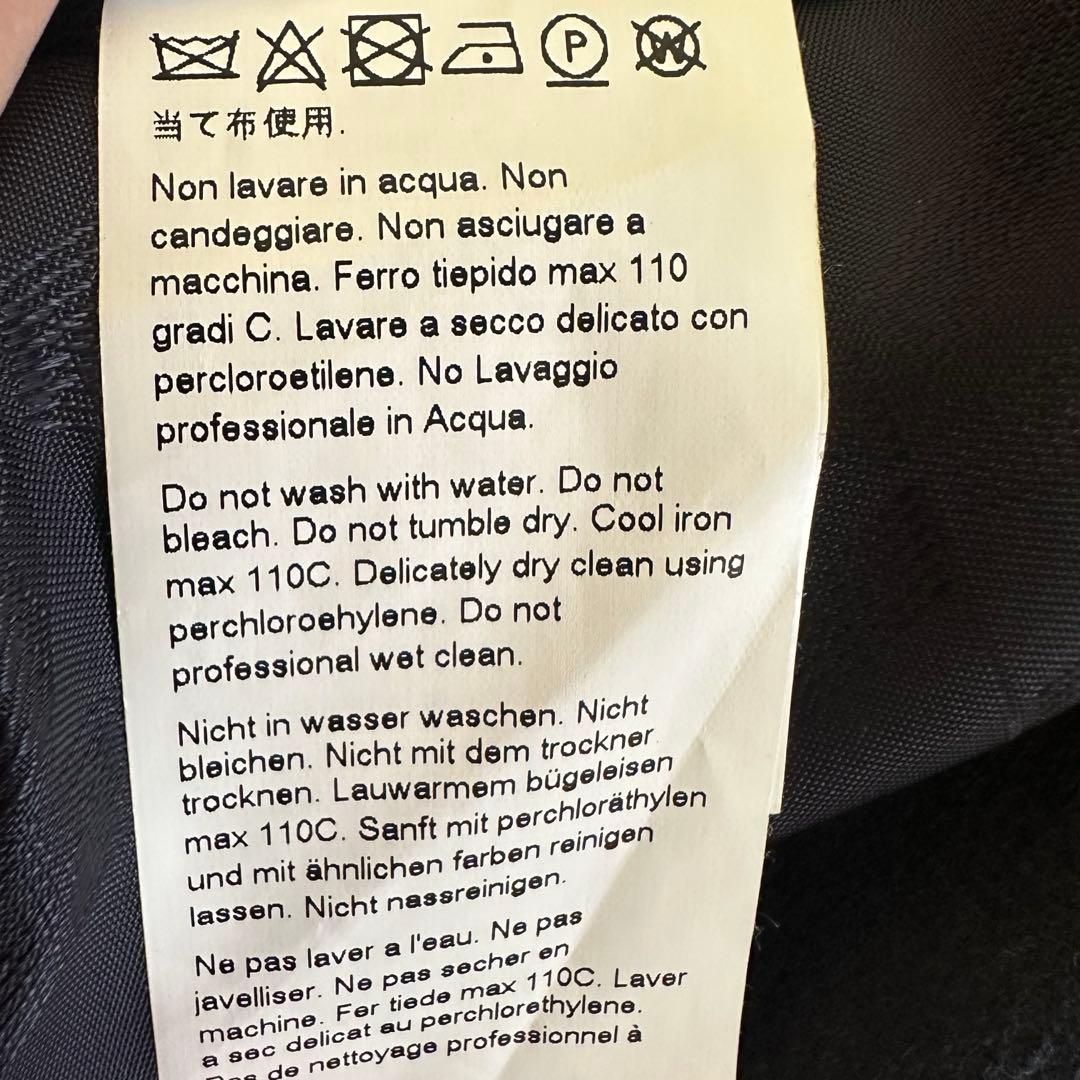 P W
当て布使用.
Non lavare in acqua. Non
candeggiare. Non asciugare a
macchina. Ferro tiepido max 110
gradi C. Lavare a secco delicato con
percloroetilene. No Lavaggio
professionale in Acqua.
Do not wash with water. Do not
bleach. Do not tumble dry. Cool iron
max 110C. Delicately dry clean using
perchloroehylene. Do not
professional wet clean.
Nicht in wasser waschen. Nicht
bleichen. Nicht mit dem trockner
trocknen. Lauwarmem bügeleisen
max 110C. Sanft mit perchloräthylen
und mit ähnlichen farben reinigen
lassen. Nicht nassreinigen.
Ne pas laver a l'eau. Ne pas
javelliser. Ne pas secher en
machine. Fer tiede max 110C. Laver
a sec delicat au perchlorethylene.
Pas de nettoyage professionnel à